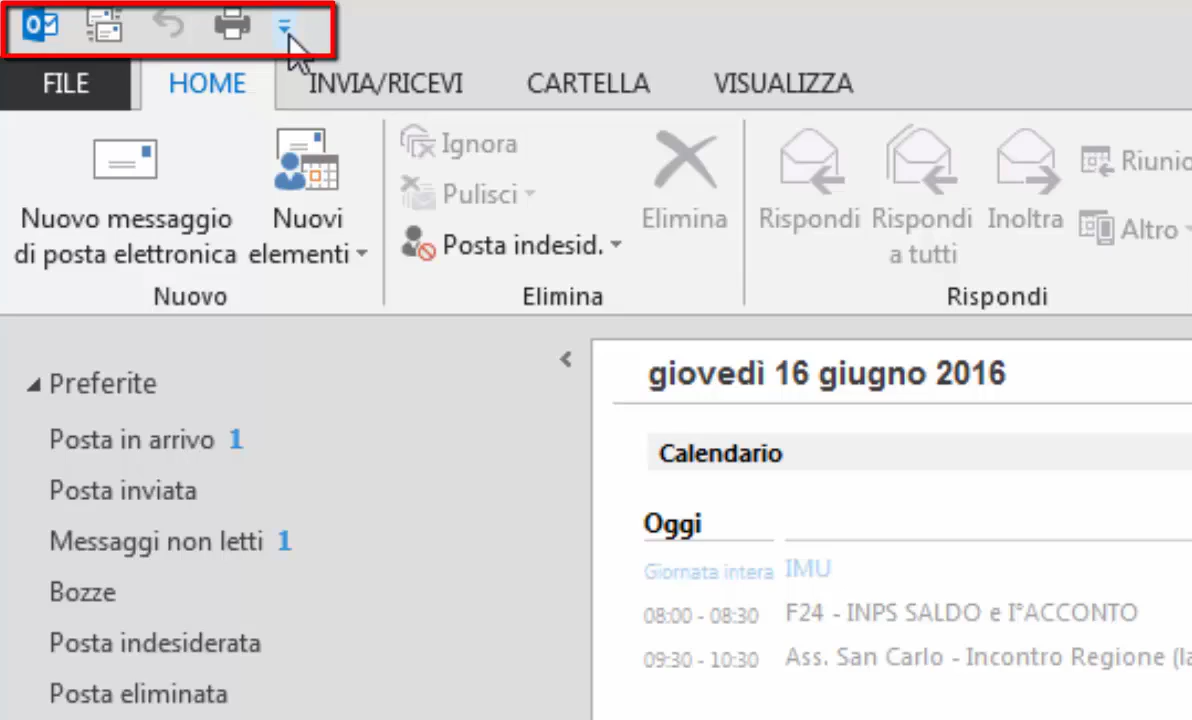 FILE HOME INVIA/RICEVI CARTELLA VISUALIZZA
Nuovo messaggio
di posta elettronica
Nuovi
elementi
Nuovo
Ignora
Pulisci
Posta indesid.
Elimina
Elimina
Rispondi
Rispondi
a tutti
Inoltra
Altro
Rispondi
Preferite
Posta in arrivo 1
Posta inviata
Messaggi non letti 1
Bozze
Posta indesiderata
Posta eliminata
giovedì 16 giugno 2016
Calendario
Oggi
Giornata intera IMU
08:00 - 08:30 F24 - INPS SALDO e I°ACCONTO
09:30 - 10:30 Ass. San Carlo - Incontro Regione